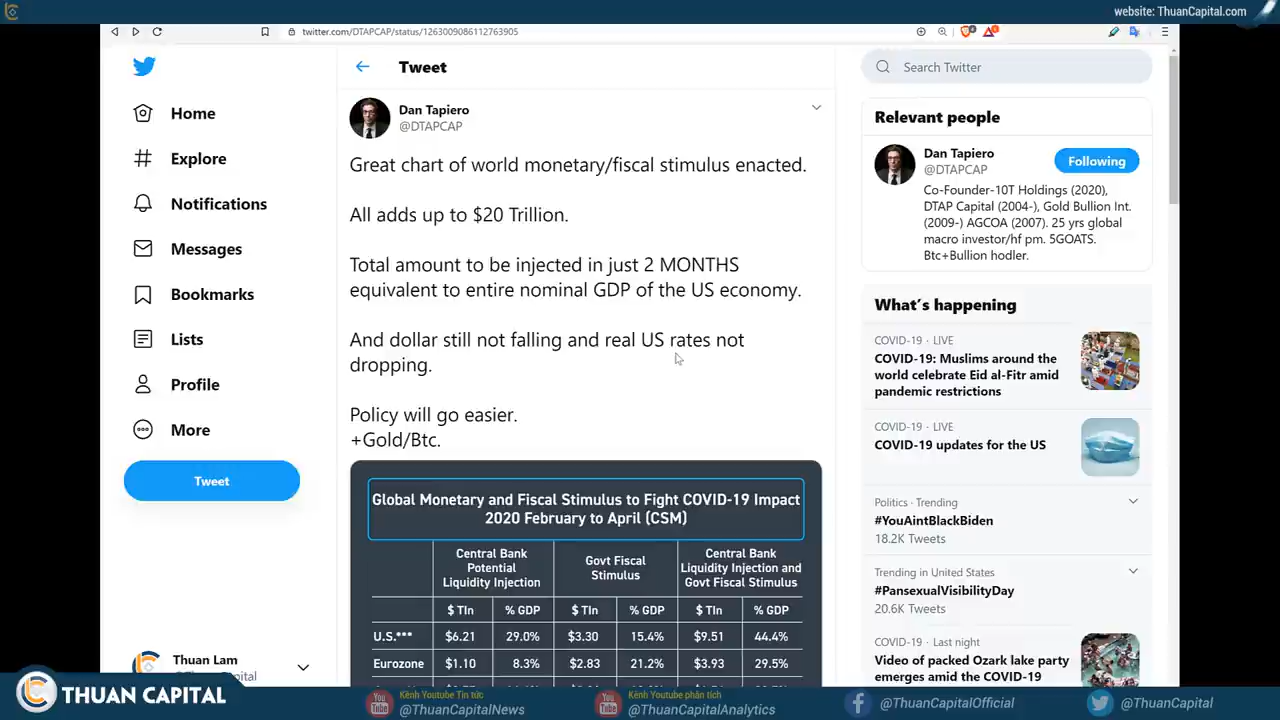 website: ThuanCapital.com
twitter.com/DTAPCAP/status/1263009086112763905
Home
Explore
Notifications
Messages
Bookmarks
Lists
Profile
More
Tweet
Thuan Lam
Tweet
Dan Tapiero
@DTAPCAP
Great chart of world monetary/fiscal stimulus enacted.
All adds up to $20 Trillion.
Total amount to be injected in just 2 MONTHS
equivalent to entire nominal GDP of the US economy.
And dollar still not falling and real US rates not
dropping.
Policy will go easier.
+Gold/Btc.
Global Monetary and Fiscal Stimulus to Fight COVID-19 Impact
2020 February to April (CSM)
Central Bank Potential Liquidity Injection
Govt Fiscal Stimulus
Central Bank Liquidity Injection and Govt Fiscal Stimulus
$ Tln % GDP $ Tln % GDP $ Tln % GDP
U.S.*** $6.21 29.0% $3.30 15.4% $9.51 44.4%
Eurozone $1.10 8.3% $2.83 21.2% $3.93 29.5%
Search Twitter
Relevant people
Dan Tapiero
@DTAPCAP
Following
Co-Founder-10T Holdings (2020),
DTAP Capital (2004-), Gold Bullion Int.
(2009-) AGCOA (2007). 25 yrs global
macro investor/hf pm. 5GOATS.
Btc+Bullion hodler.
What's happening
COVID-19 · LIVE
COVID-19: Muslims around the
world celebrate Eid al-Fitr amid
pandemic restrictions
COVID-19 · LIVE
COVID-19 updates for the US
Politics · Trending
#YouAintBlackBiden
18.2K Tweets
Trending in United States
#PansexualVisibilityDay
20.6K Tweets
COVID-19 · Last night
Video of packed Ozark lake party
emerges amid the COVID-19
THUAN CAPITAL
Kênh Youtube Tin tức
@ThuanCapitalNews
Kênh Youtube phân tích
@ThuanCapitalAnalytics
@ThuanCapitalOfficial
@ThuanCapital